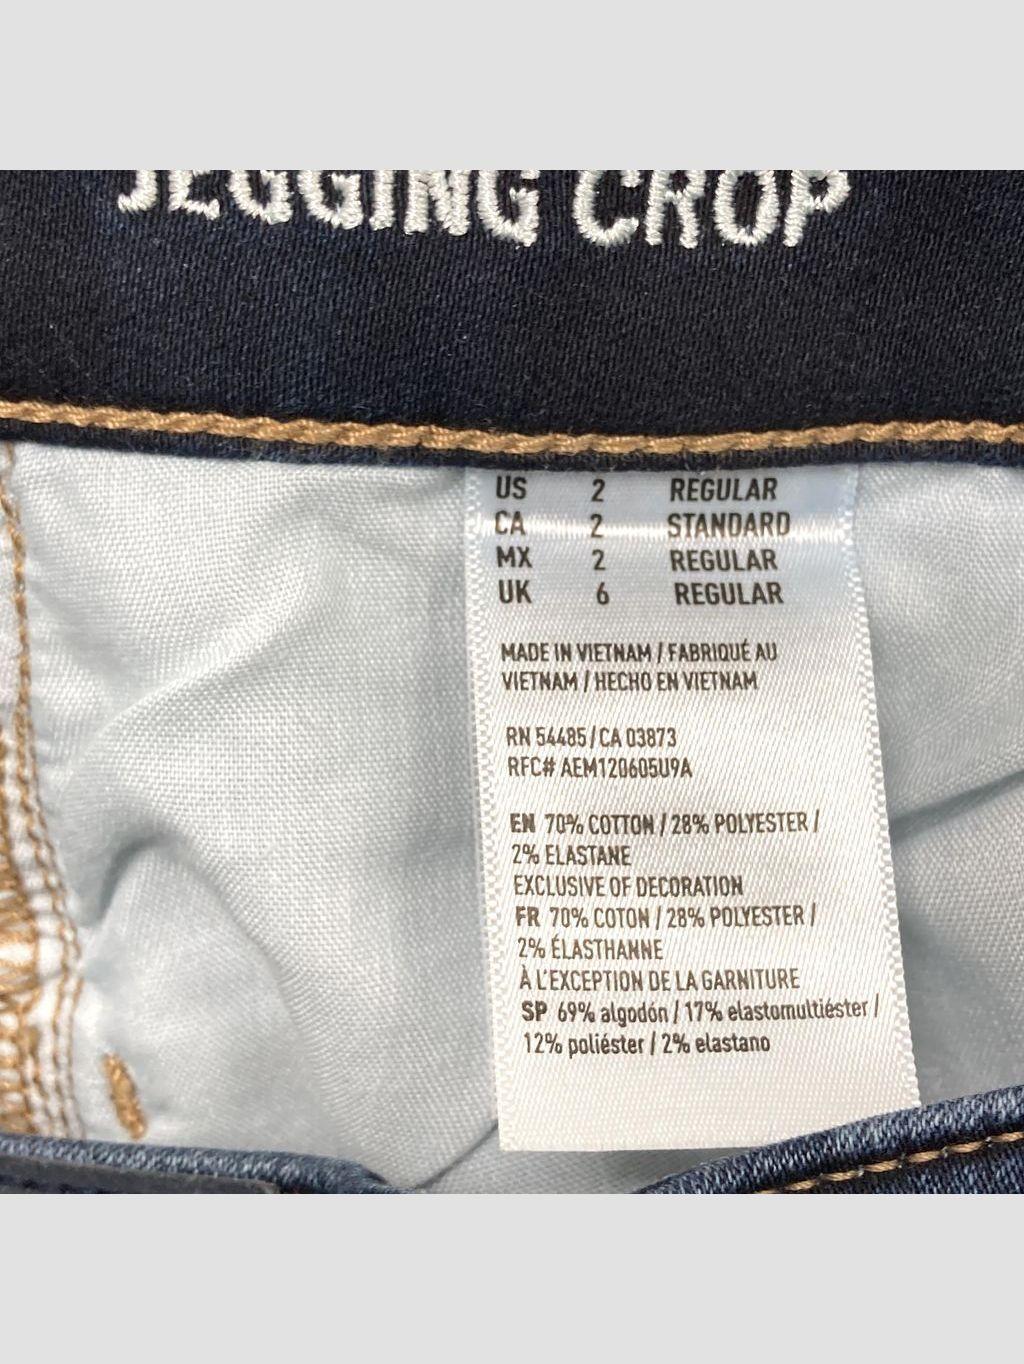 JEGGING CROP
US 2 REGULAR
CA 2 STANDARD
MX 2 REGULAR
UK 6 REGULAR
MADE IN VIETNAM / FABRIQUÉ AU
VIETNAM / HECHO EN VIETNAM
RN 54485 / CA 03873
RFC# AEM120605U9A
EN 70% COTTON / 28% POLYESTER /
2% ELASTANE
EXCLUSIVE OF DECORATION
FR 70% COTON / 28% POLYESTER /
2% ÉLASTHANNE
À L'EXCEPTION DE LA GARNITURE
SP 69% algodón / 17% elastomultiéster /
12% poliéster / 2% elastano